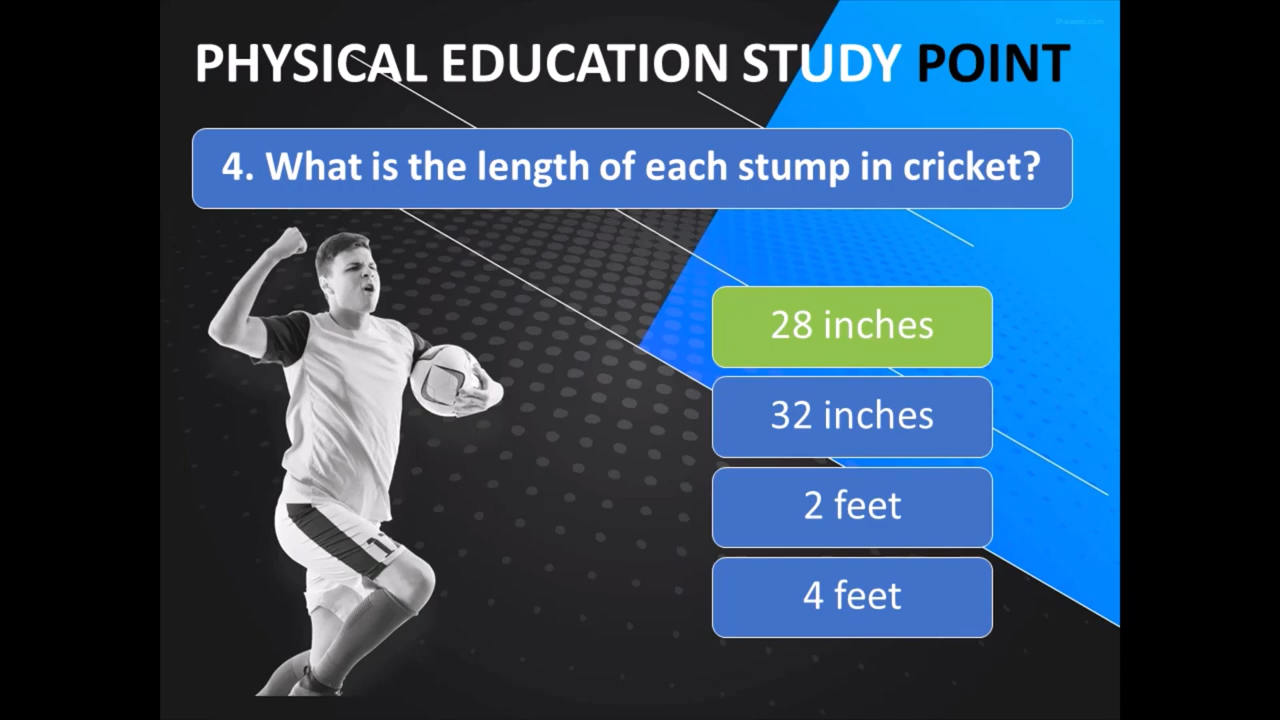 PHYSICAL EDUCATION STUDY POINT
4. What is the length of each stump in cricket?
28 inches
32 inches
2 feet
4 feet